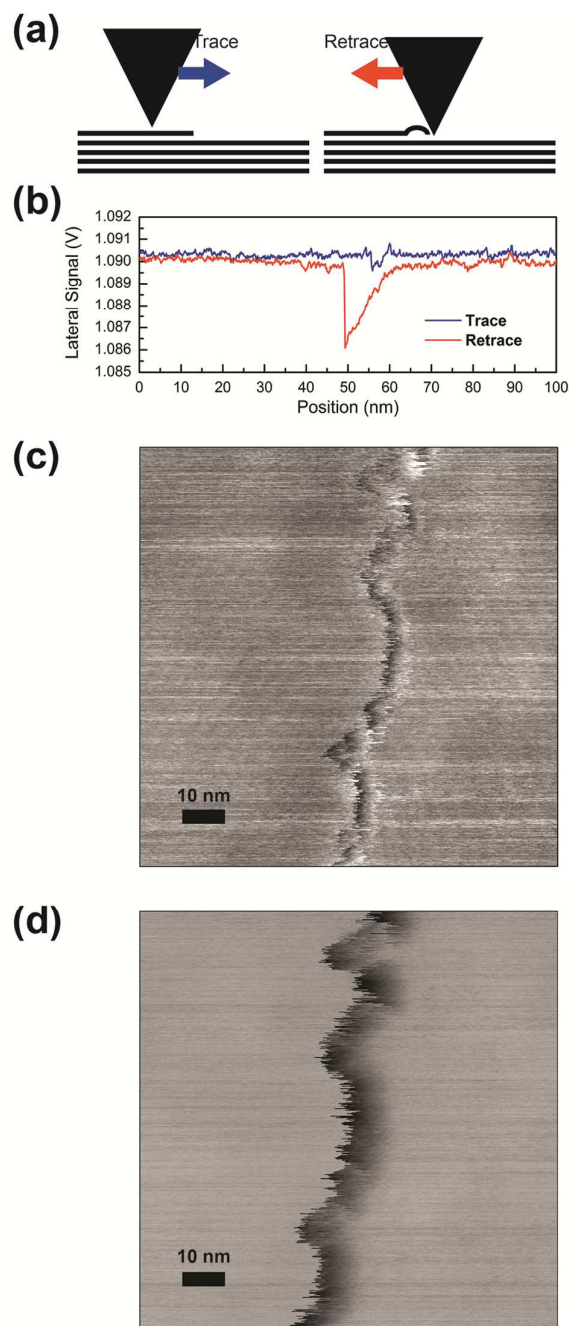 (a)
Trace
Retrace
(b)
1.092
1.091
1.090
1.089
1.088
1.087
1.086
1.085
Lateral Signal (V)
Trace
Retrace
0 10 20 30 40 50 60 70 80 90 100
Position (nm)
(c)
10 nm
(d)
10 nm